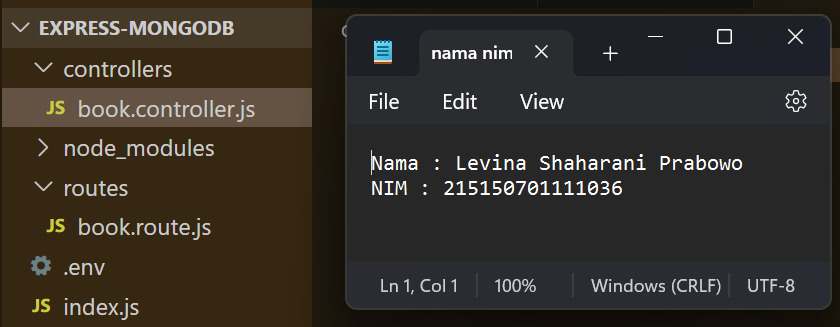 EXPRESS-MONGODB
controllers
JS book.controller.js
node_modules
routes
JS book.route.js
.env
JS index.js
nama nim
File Edit View
Nama : Levina Shaharani Prabowo
NIM : 215150701111036
Ln 1, Col 1 100% Windows (CRLF) UTF-8